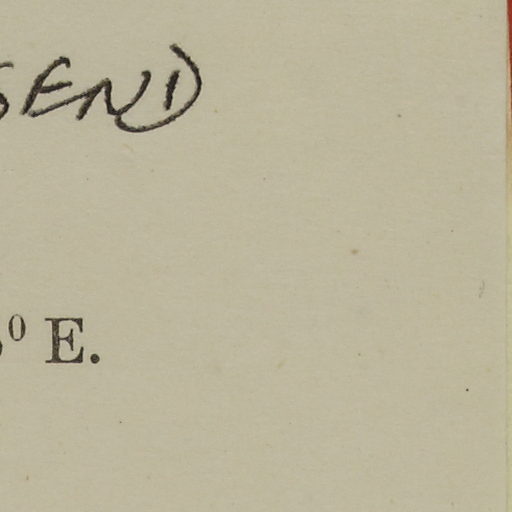 SEND
⁰ E.